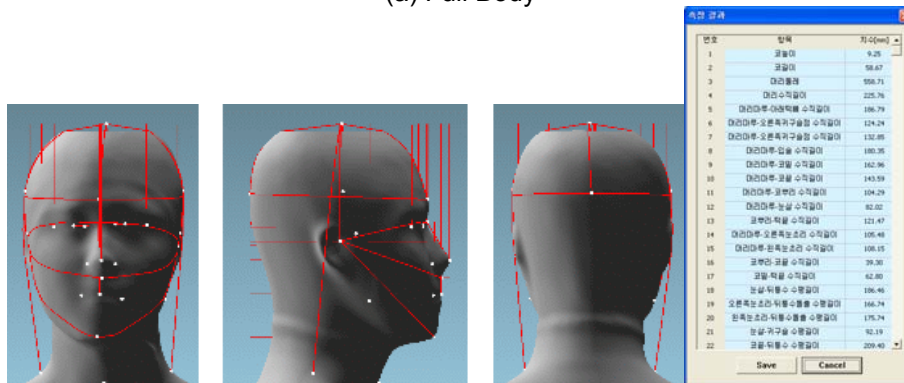 (a) Full Body
측정 결과
번호 항목 치수(mm)
1 코높이 9.25
2 코길이 58.67
3 머리둘레 558.71
4 머리수직길이 225.76
5 머리마루-아래턱뼈 수직길이 186.79
6 머리마루-오른쪽귀구슬점 수직길이 124.24
7 머리마루-오른쪽귀구슬점 수직길이 132.85
8 머리마루-입술 수직길이 180.35
9 머리마루-코밑 수직길이 162.96
10 머리마루-코끝 수직길이 143.59
11 머리마루-코뿌리 수직길이 104.29
12 머리마루-눈살 수직길이 82.02
13 코뿌리-턱끝 수직길이 121.47
14 머리마루-오른쪽눈초리 수직길이 105.48
15 머리마루-왼쪽눈초리 수직길이 108.15
16 코뿌리-코끝 수직길이 39.30
17 코밑-턱끝 수직길이 62.80
18 눈살-뒤통수 수평길이 186.46
19 오른쪽눈초리-뒤통수돌출 수평길이 166.74
20 왼쪽눈초리-뒤통수돌출 수평길이 175.74
21 눈살-귀구슬 수평길이 92.19
22 코끝-뒤통수 수평길이 209.40
Save Cancel